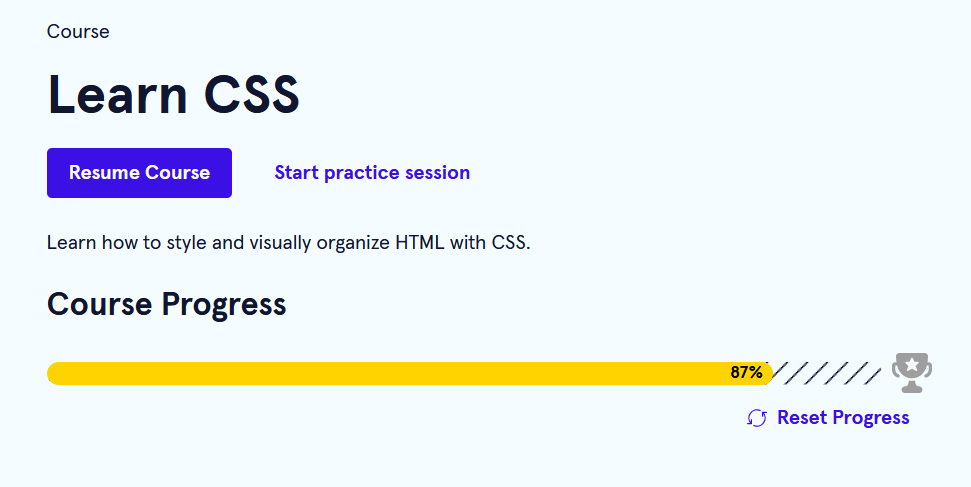 Course
Learn CSS
Resume Course
Start practice session
Learn how to style and visually organize HTML with CSS.
Course Progress
87%
Reset Progress